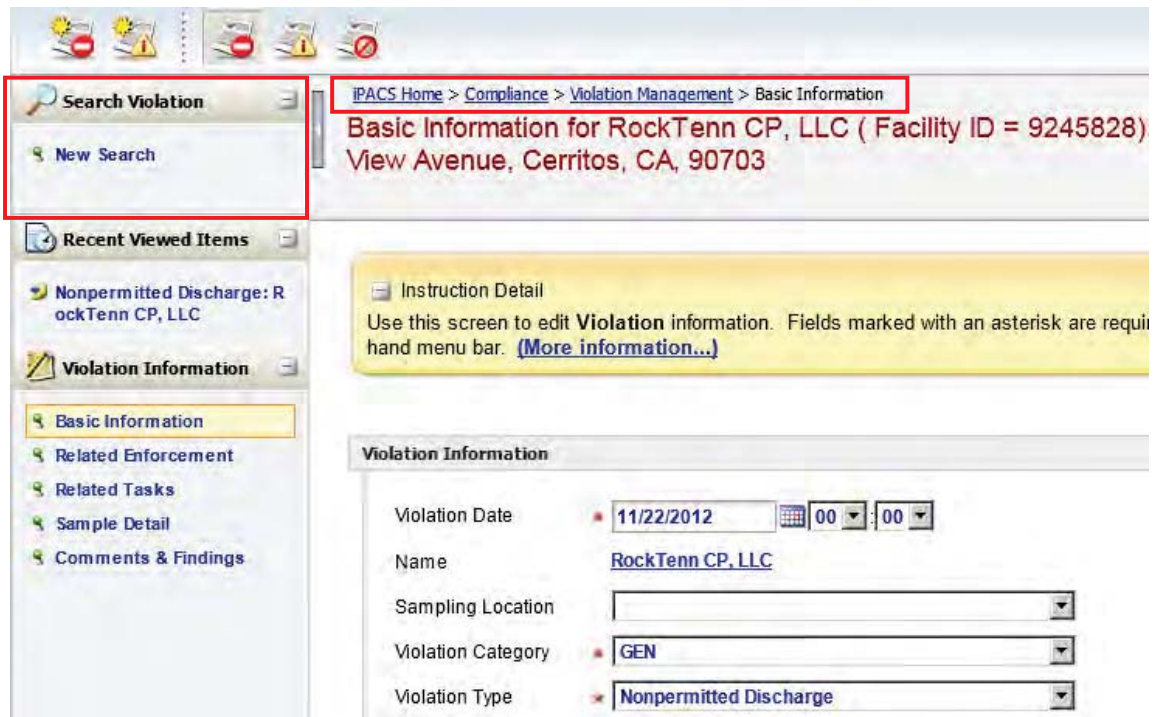 Search Violation
New Search
Recent Viewed Items
Nonpermitted Discharge: R
ockTenn CP, LLC
Violation Information
Basic Information
Related Enforcement
Related Tasks
Sample Detail
Comments & Findings
iPACS Home > Compliance > Violation Management > Basic Information
Basic Information for RockTenn CP, LLC ( Facility ID = 9245828)
View Avenue, Cerritos, CA, 90703
Instruction Detail
Use this screen to edit Violation information. Fields marked with an asterisk are requi
hand menu bar. (More information...)
Violation Information
Violation Date * 11/22/2012 00 : 00
Name RockTenn CP, LLC
Sampling Location
Violation Category * GEN
Violation Type * Nonpermitted Discharge